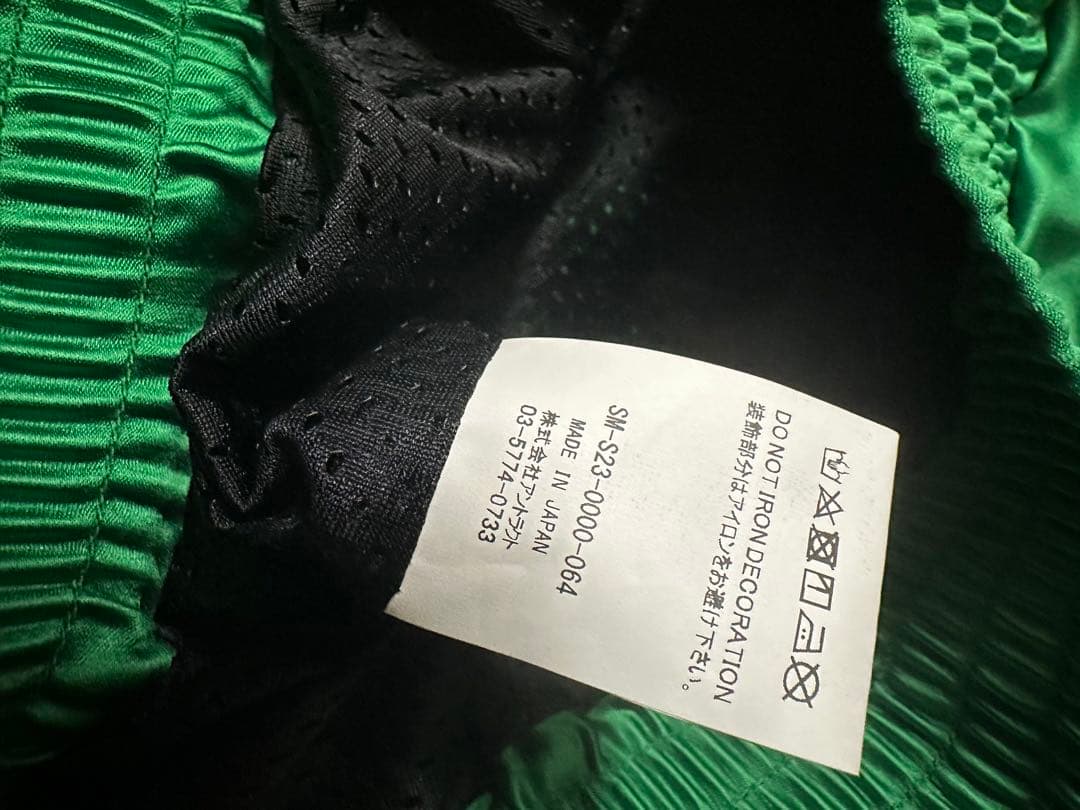 DO NOT IRON DECORATION
装飾部分はアイロンをお避け下さい。
SM-S23-0000-064
MADE IN JAPAN
株式会社アントラクト
03-5774-0733